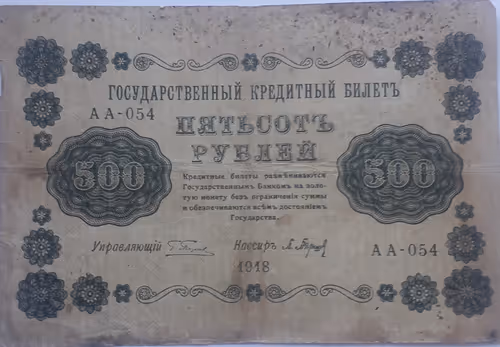 ГОСУДАРСТВЕННЫЙ КРЕДИТНЫЙ БИЛЕТЪ
АА-054
ПЯТЬСОТЪ
РУБЛЕЙ
500
500
Кредитные билеты размѣниваются
Государственнымъ Банкомъ на золо-
тую монету безъ ограниченія суммы
и обезпечиваются всѣмъ достояніемъ
Государства.
Управляющій
Кассиръ
АА-054
1918